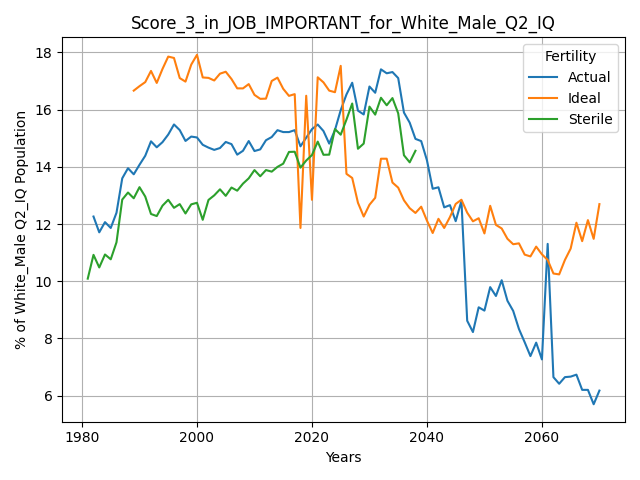 Score_3_in_JOB_IMPORTANT_for_White_Male_Q2_IQ
% of White_Male Q2_IQ Population
18
16
14
12
10
8
6
Fertility
Actual
Ideal
Sterile
1980 2000 2020 2040 2060
Years